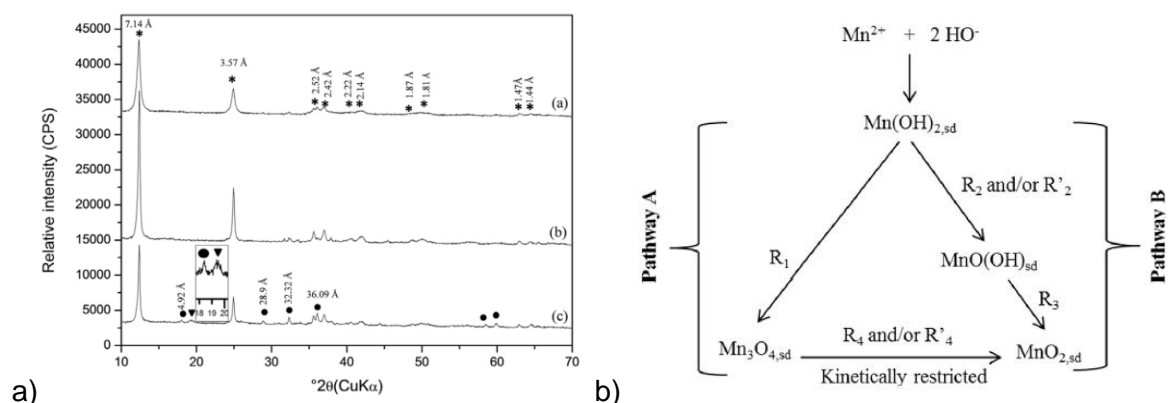 7.14 Å
*
3.57 Å
*
2.52 Å
2.42 Å
2.22 Å
2.14 Å
1.87 Å
1.81 Å
1.47Å
1.44 Å
* * * * * * * *
(a)
(b)
(c)
4.92 Å
28.9 Å
32.32 Å
36.09 Å
18 19 20
45000
40000
35000
30000
25000
20000
15000
10000
5000
0
Relative intensity (CPS)
10 20 30 40 50 60 70
°2θ(CuKα)
a)
Mn²⁺ + 2 HO⁻
Mn(OH)₂,sd
Pathway A
Pathway B
R₂ and/or R’₂
R₁
MnO(OH)sd
R₃
Mn₃O₄,sd
R₄ and/or R’₄
MnO₂,sd
Kinetically restricted
b)